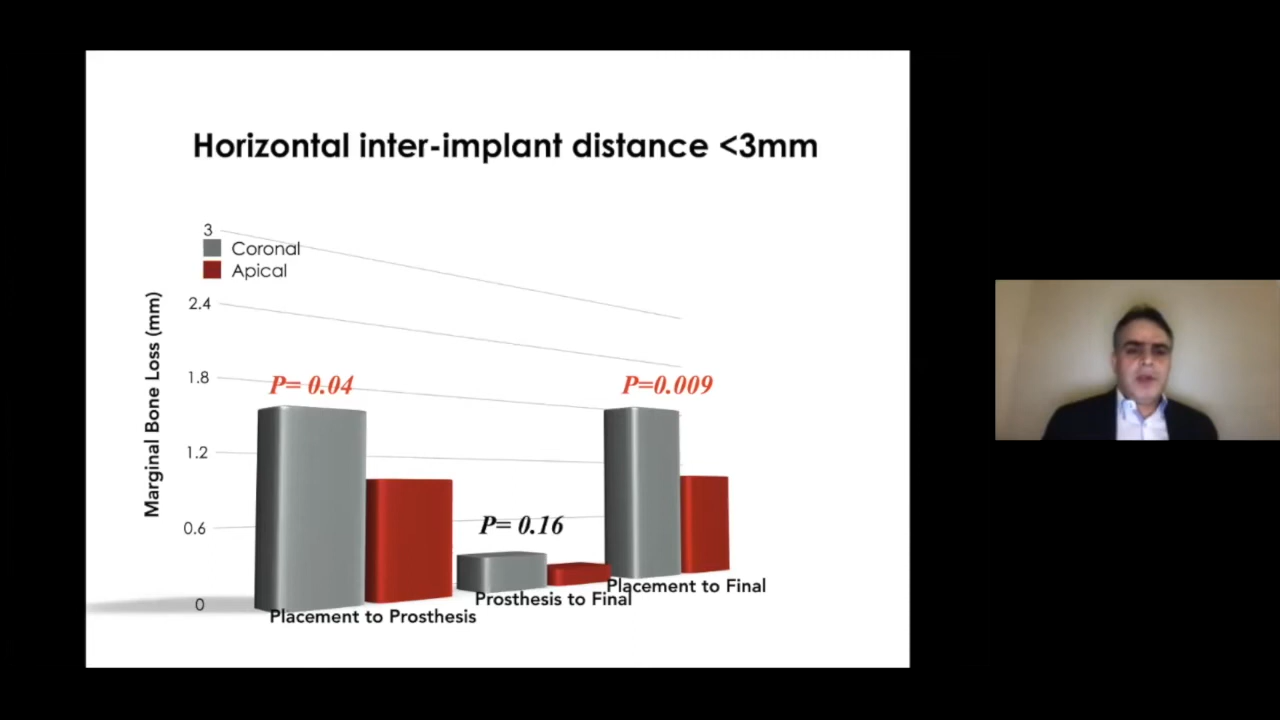 Horizontal inter-implant distance <3mm
3
Coronal
Apical
2.4
1.8
1.2
0.6
0
Marginal Bone Loss (mm)
P= 0.04
P= 0.16
P=0.009
Placement to Prosthesis
Prosthesis to Final
Placement to Final